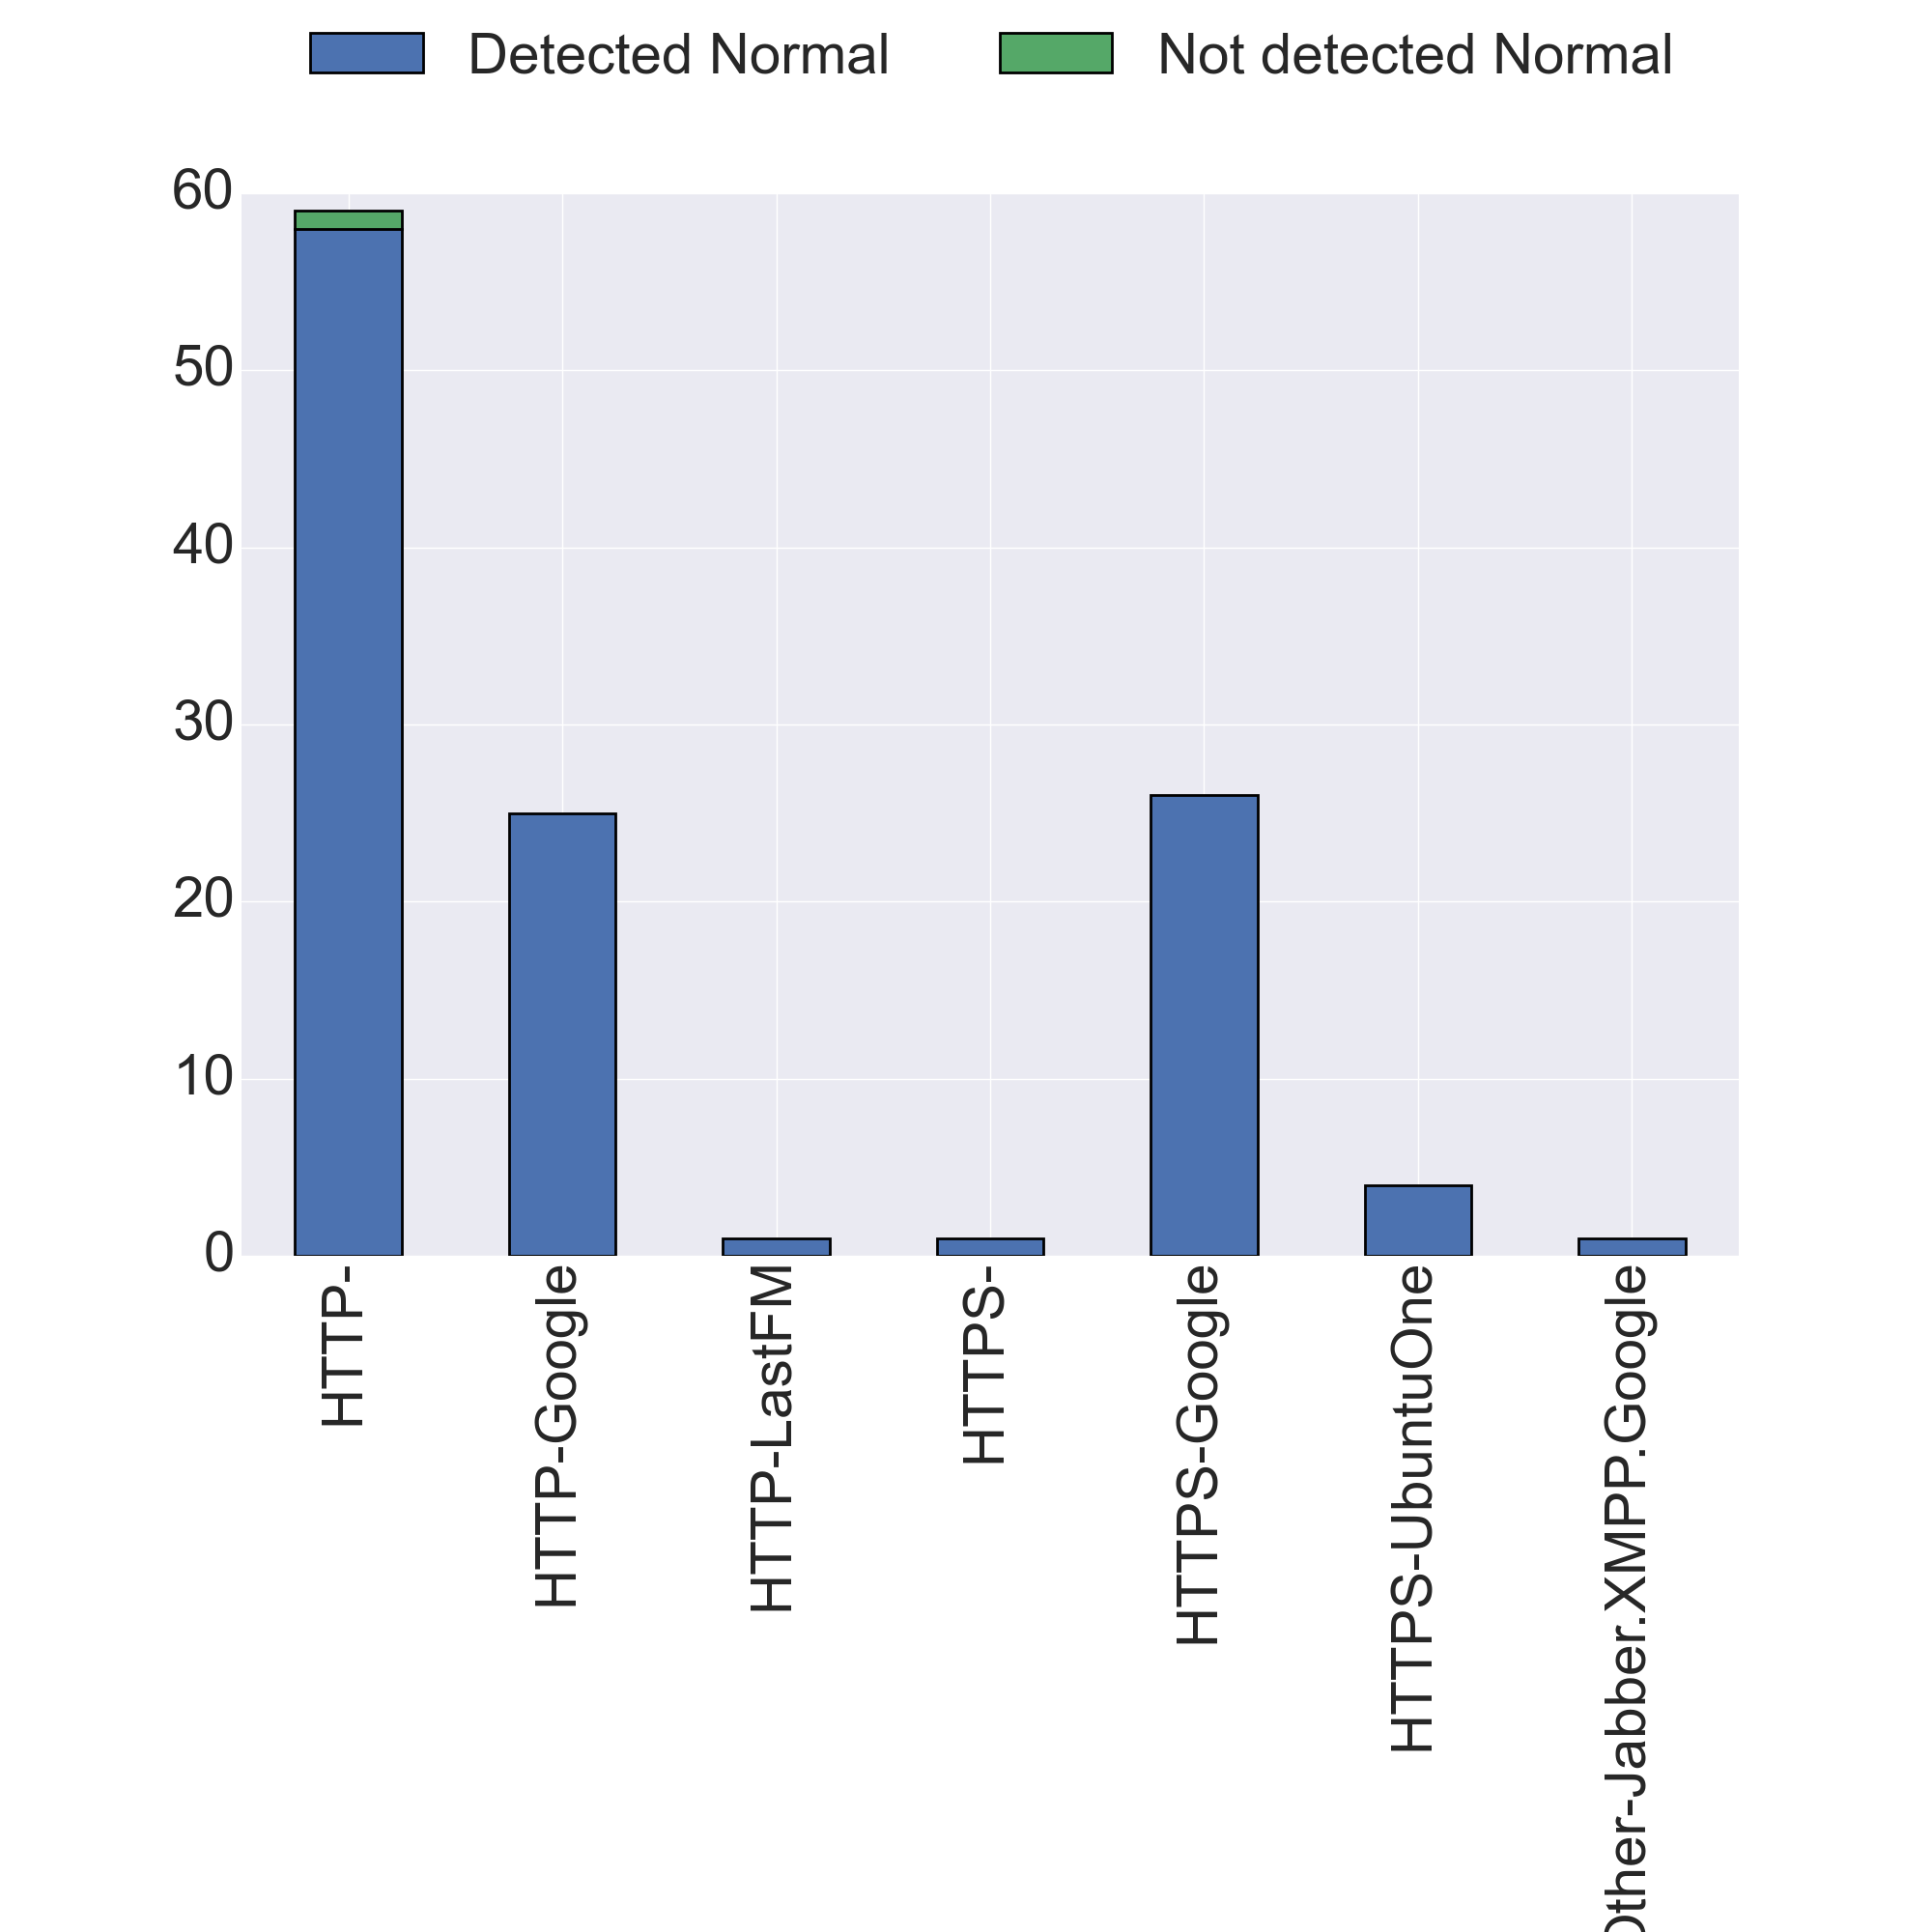 Detected Normal
Not detected Normal
60
50
40
30
20
10
0
HTTP-
HTTP-Google
HTTP-LastFM
HTTPS-
HTTPS-Google
HTTPS-UbuntuOne
Other-Jabber.XMPP.Google